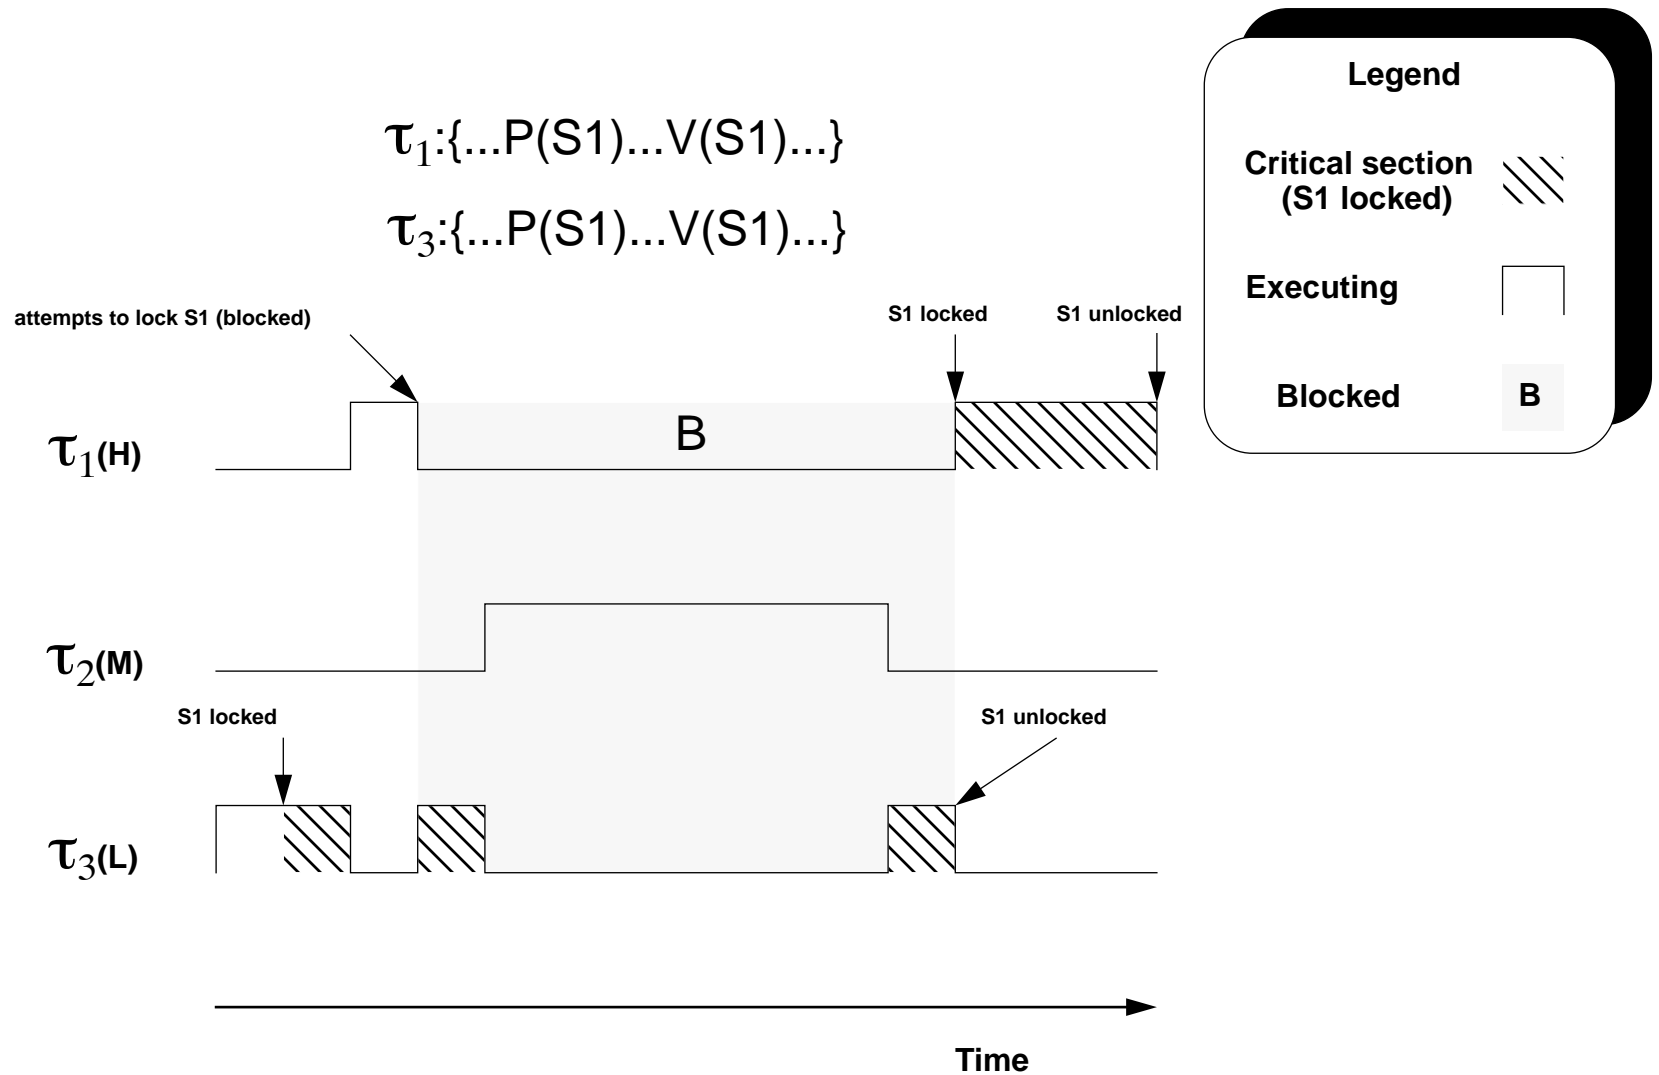 Legend
τ1:{...P(S1)...V(S1)...}
Critical section
(S1 locked)
τ3:{...P(S1)...V(S1)...}
Executing
attempts to lock S1 (blocked)
S1 locked
S1 unlocked
Blocked
B
B
τ1(H)
τ2(M)
S1 locked
S1 unlocked
τ3(L)
Time